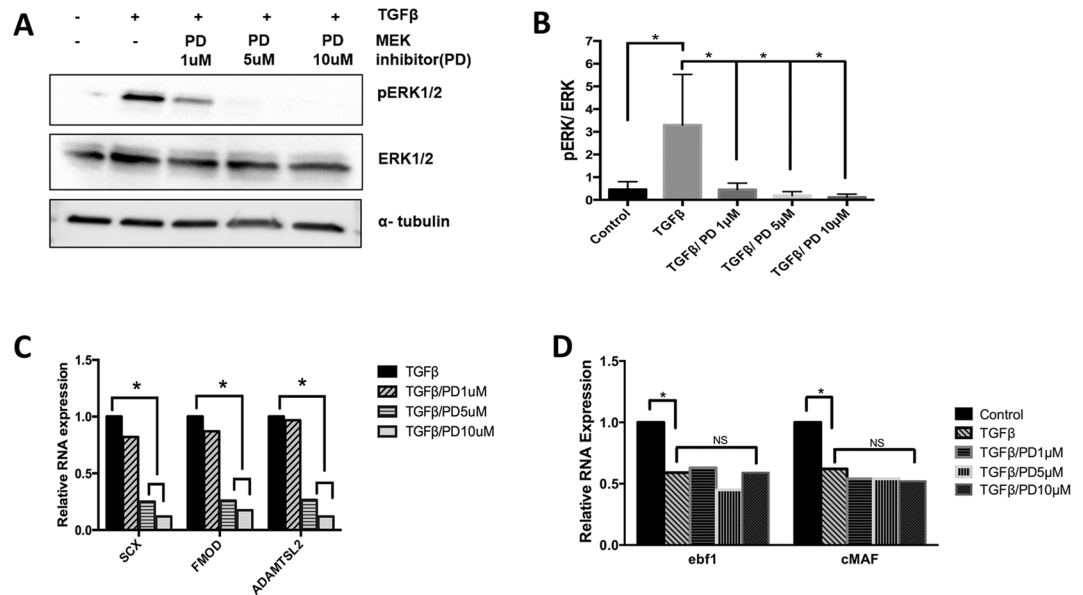 A
- + + + + TGFβ
- - PD PD PD MEK
1uM 5uM 10uM inhibitor(PD)
pERK1/2
ERK1/2
α- tubulin
B
pERK/ ERK
7
6
5
4
3
2
1
0
* * * *
Control
TGFβ
TGFβ/ PD 1μM
TGFβ/ PD 5μM
TGFβ/ PD 10μM
C
Relative RNA expression
1.5
1.0
0.5
0.0
* * *
SCX
FMOD
ADAMTSL2
TGFβ
TGFβ/PD1uM
TGFβ/PD5uM
TGFβ/PD10uM
D
Relative RNA Expression
1.5
1.0
0.5
0.0
* NS * NS
ebf1 cMAF
Control
TGFβ
TGFβ/PD1μM
TGFβ/PD5μM
TGFβ/PD10μM